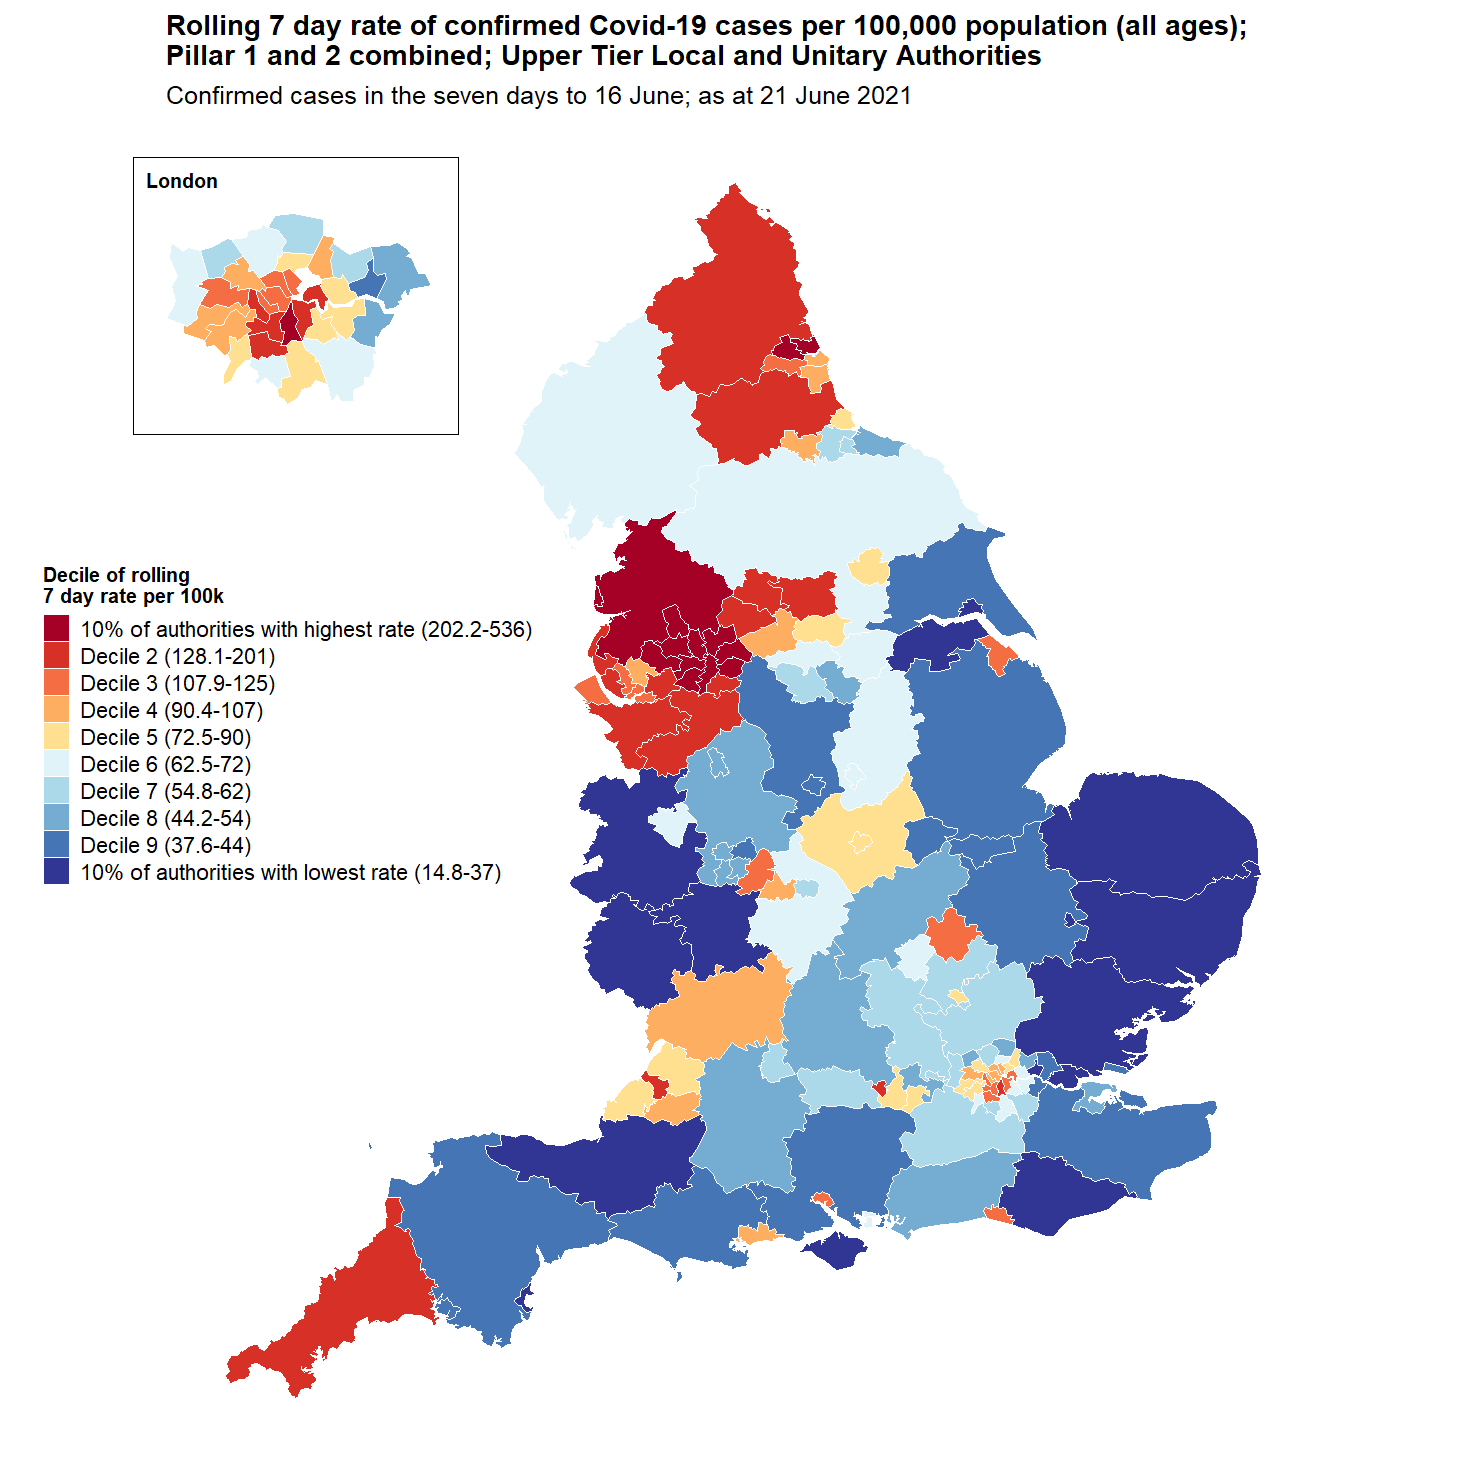 Rolling 7 day rate of confirmed Covid-19 cases per 100,000 population (all ages);
Pillar 1 and 2 combined; Upper Tier Local and Unitary Authorities
Confirmed cases in the seven days to 16 June; as at 21 June 2021
London
Decile of rolling
7 day rate per 100k
10% of authorities with highest rate (202.2-536)
Decile 2 (128.1-201)
Decile 3 (107.9-125)
Decile 4 (90.4-107)
Decile 5 (72.5-90)
Decile 6 (62.5-72)
Decile 7 (54.8-62)
Decile 8 (44.2-54)
Decile 9 (37.6-44)
10% of authorities with lowest rate (14.8-37)